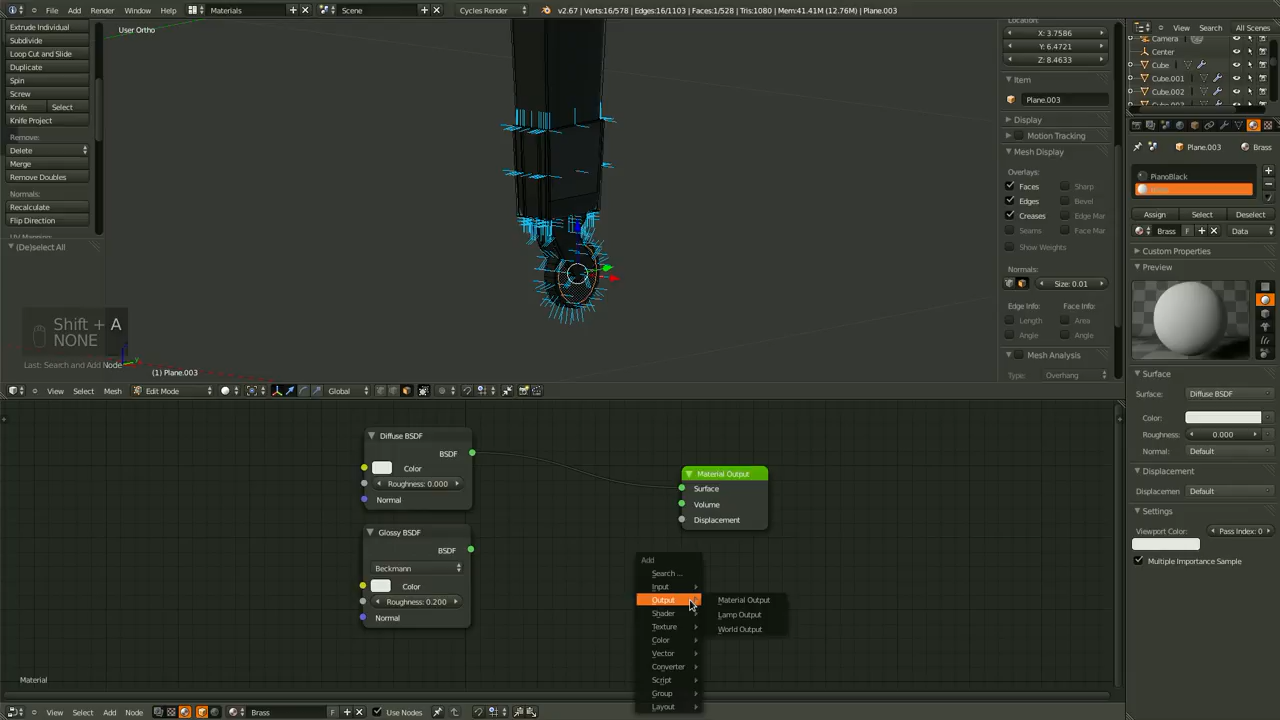 File Add Render Window Help
Materials
Scene
Cycles Render
v2.67 | Verts:16/578 | Edges:16/1103 | Faces:1/528 | Tris:1080 | Mem:41.41M (12.76M) | Plane.003
Extrude Individual
Subdivide
Loop Cut and Slide
Duplicate
Spin
Screw
Knife Select
Knife Project
Remove:
Delete
Merge
Remove Doubles
Normals:
Recalculate
Flip Direction
(De)select All
User Ortho
Shift + A
NONE
Last: Search and Add Node
(1) Plane.003
Location:
X: 3.7586
Y: 6.4721
Z: 8.4633
Item
Plane.003
Display
Motion Tracking
Mesh Display
Overlays:
Faces Sharp
Edges Bevel
Creases Edge Mar
Seams Face Mar
Show Weights
Normals:
Size: 0.01
Edge Info: Face Info:
Length Area
Angle Angle
Mesh Analysis
Type: Overhang
View Search All Scenes
Camera
Center
Cube
Cube.001
Cube.002
Plane.003 Brass
PianoBlack
Assign Select Deselect
Brass F Data
Custom Properties
Preview
Surface
Surface: Diffuse BSDF
Color:
Roughness: 0.000
Normal: Default
Displacement
Displacemen Default
Settings
Viewport Color: Pass Index: 0
Multiple Importance Sample
View Select Mesh Edit Mode Global
Diffuse BSDF
BSDF
Color
Roughness: 0.000
Normal
Glossy BSDF
BSDF
Beckmann
Color
Roughness: 0.200
Normal
Material Output
Surface
Volume
Displacement
Add
Search ...
Input
Output
Shader
Texture
Color
Vector
Converter
Script
Group
Layout
Material Output
Lamp Output
World Output
Material
View Select Add Node Brass F Use Nodes